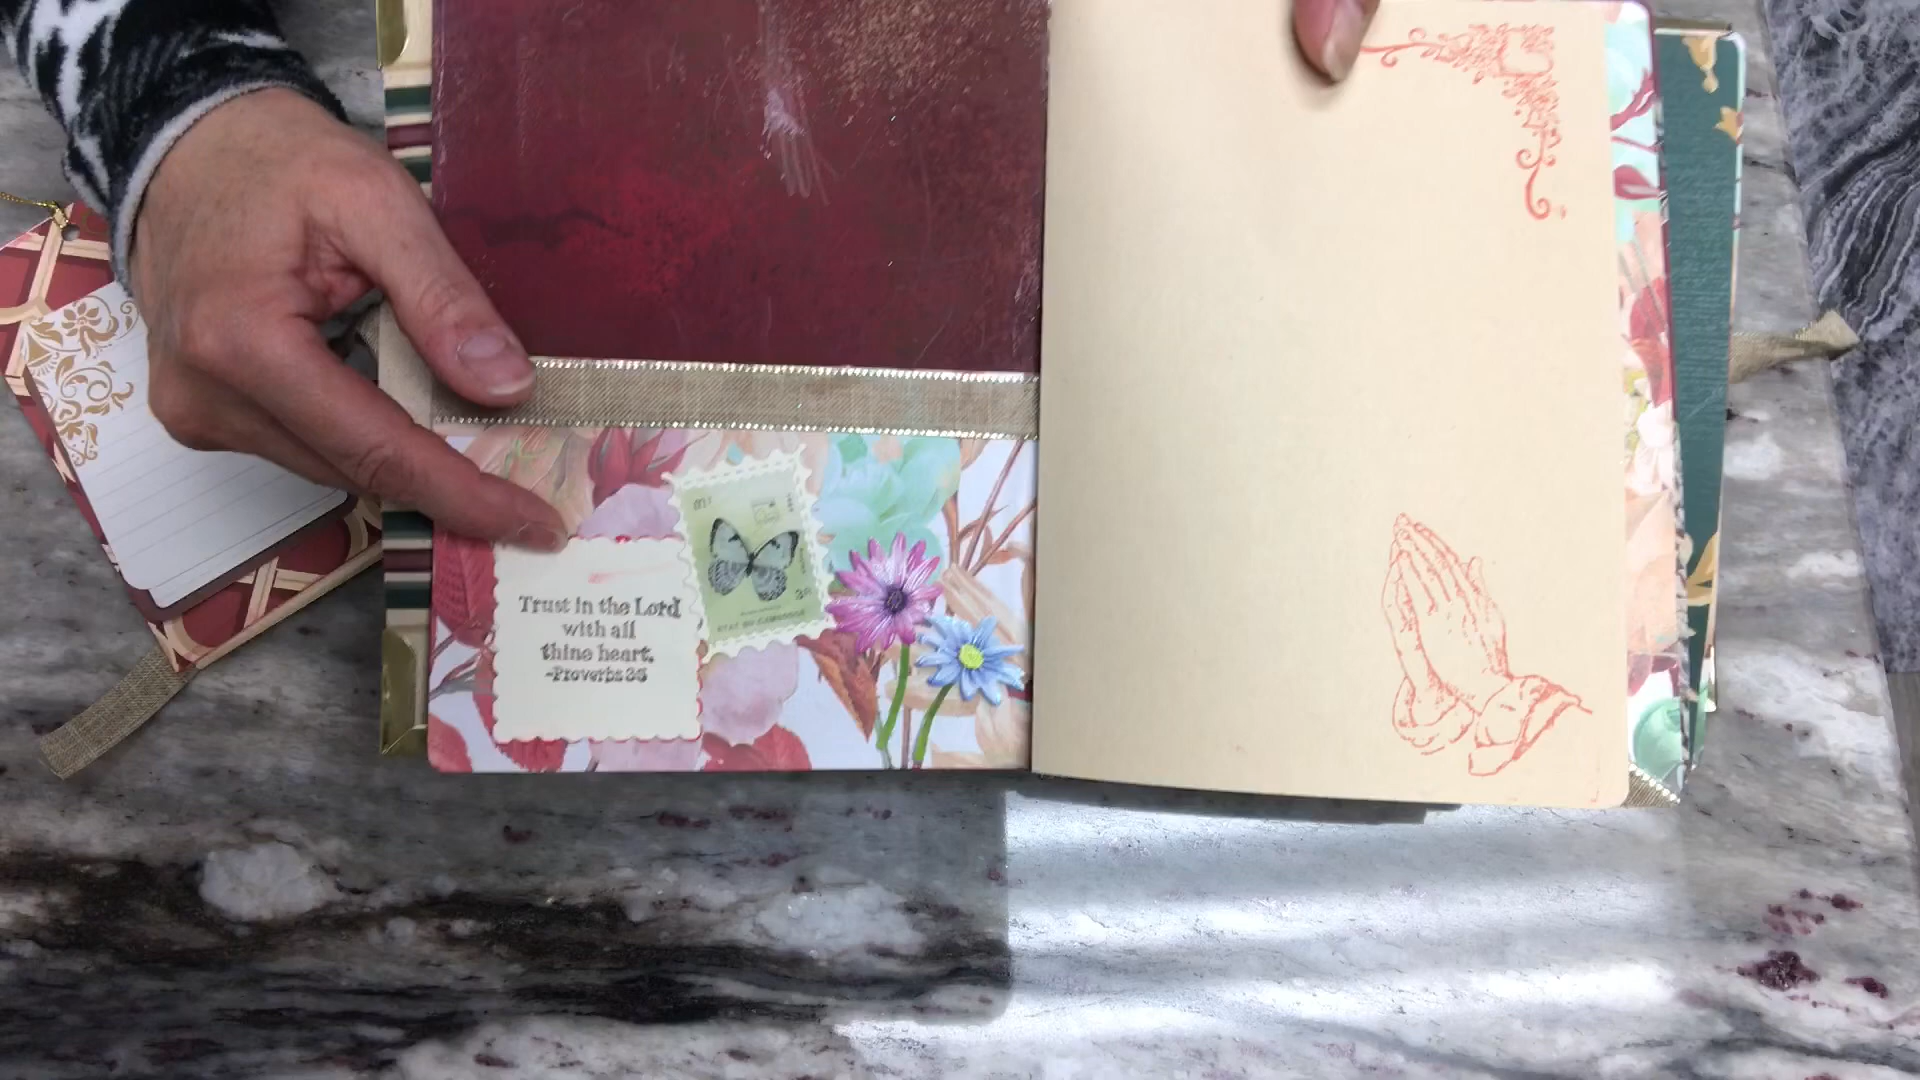 Trust in the Lord
with all
thine heart.
-Proverbs 3:5